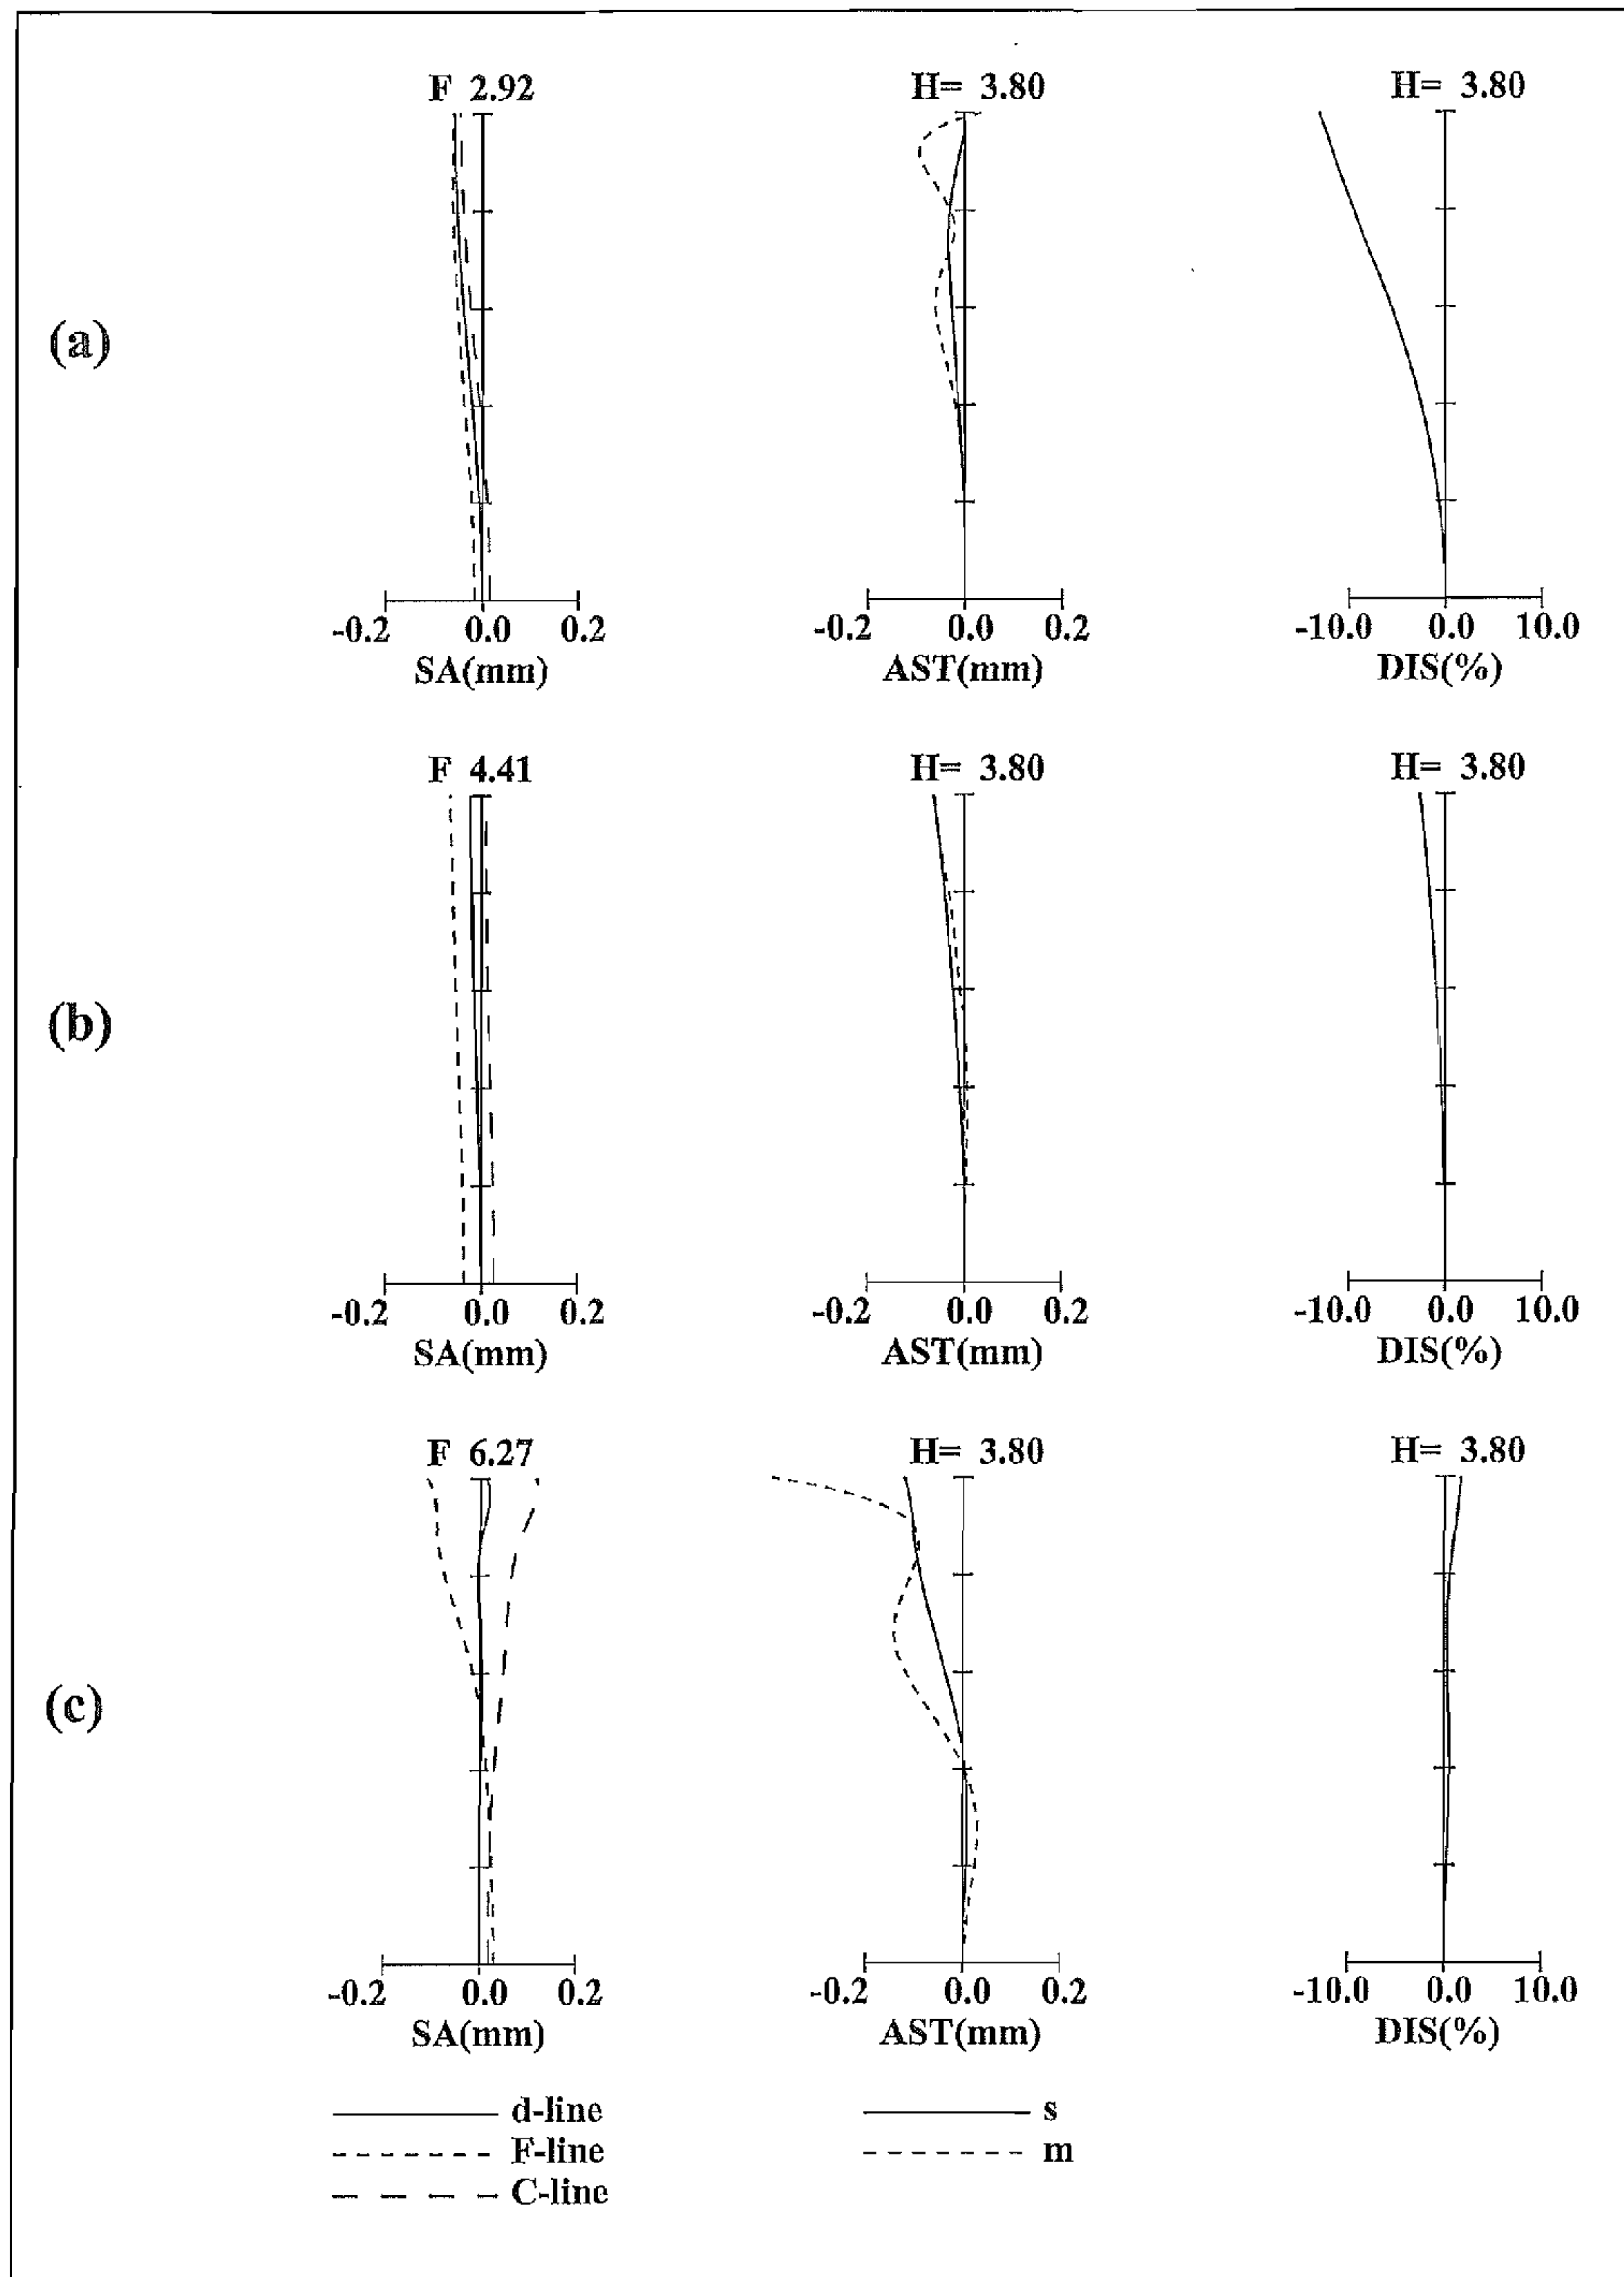 F 2.92 H= 3.80 H= 3.80
(a)
-0.2 0.0 0.2 -0.2 0.0 0.2 -10.0 0.0 10.0
SA(mm) AST(mm) DIS(%)
F 4.41 H= 3.80 H= 3.80
(b)
-0.2 0.0 0.2 -0.2 0.0 0.2 -10.0 0.0 10.0
SA(mm) AST(mm) DIS(%)
F 6.27 H= 3.80 H= 3.80
(c)
-0.2 0.0 0.2 -0.2 0.0 0.2 -10.0 0.0 10.0
SA(mm) AST(mm) DIS(%)
d-line s
F-line m
C-line